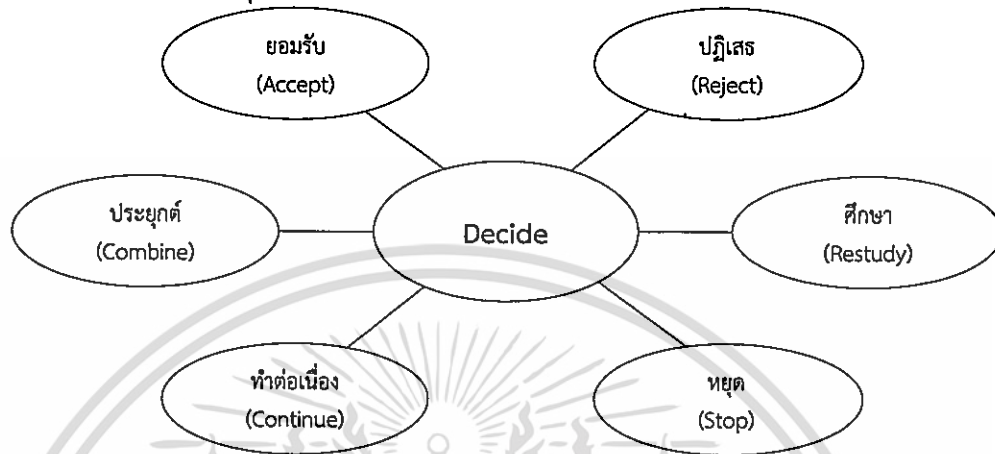 ยอมรับ
(Accept)
ปฏิเสธ
(Reject)
ประยุกต์
(Combine)
Decide
ศึกษา
(Restudy)
ทำต่อเนื่อง
(Continue)
หยุด
(Stop)